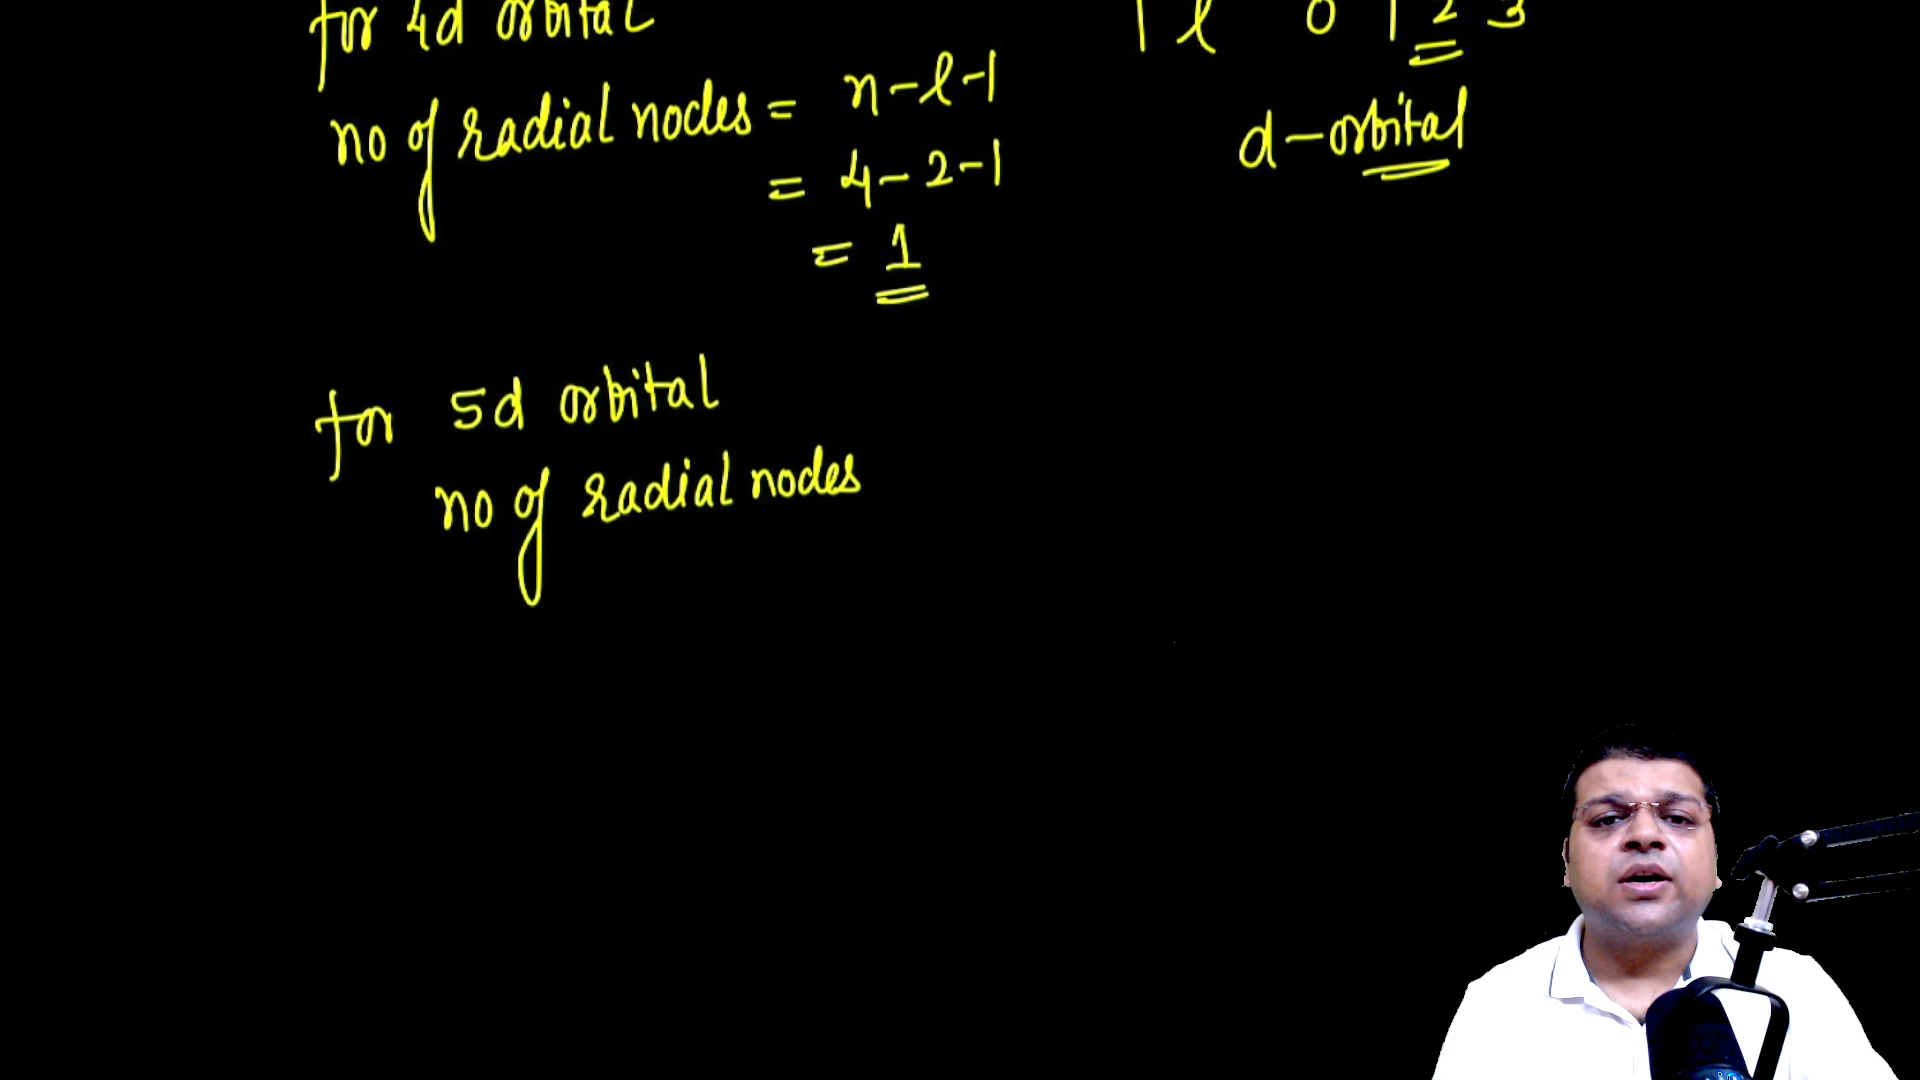 for 4d orbital
l 0 1 2 3
no of radial nodes = n-l-1
= 4-2-1
= 1
d-orbital
for 5d orbital
no of radial nodes